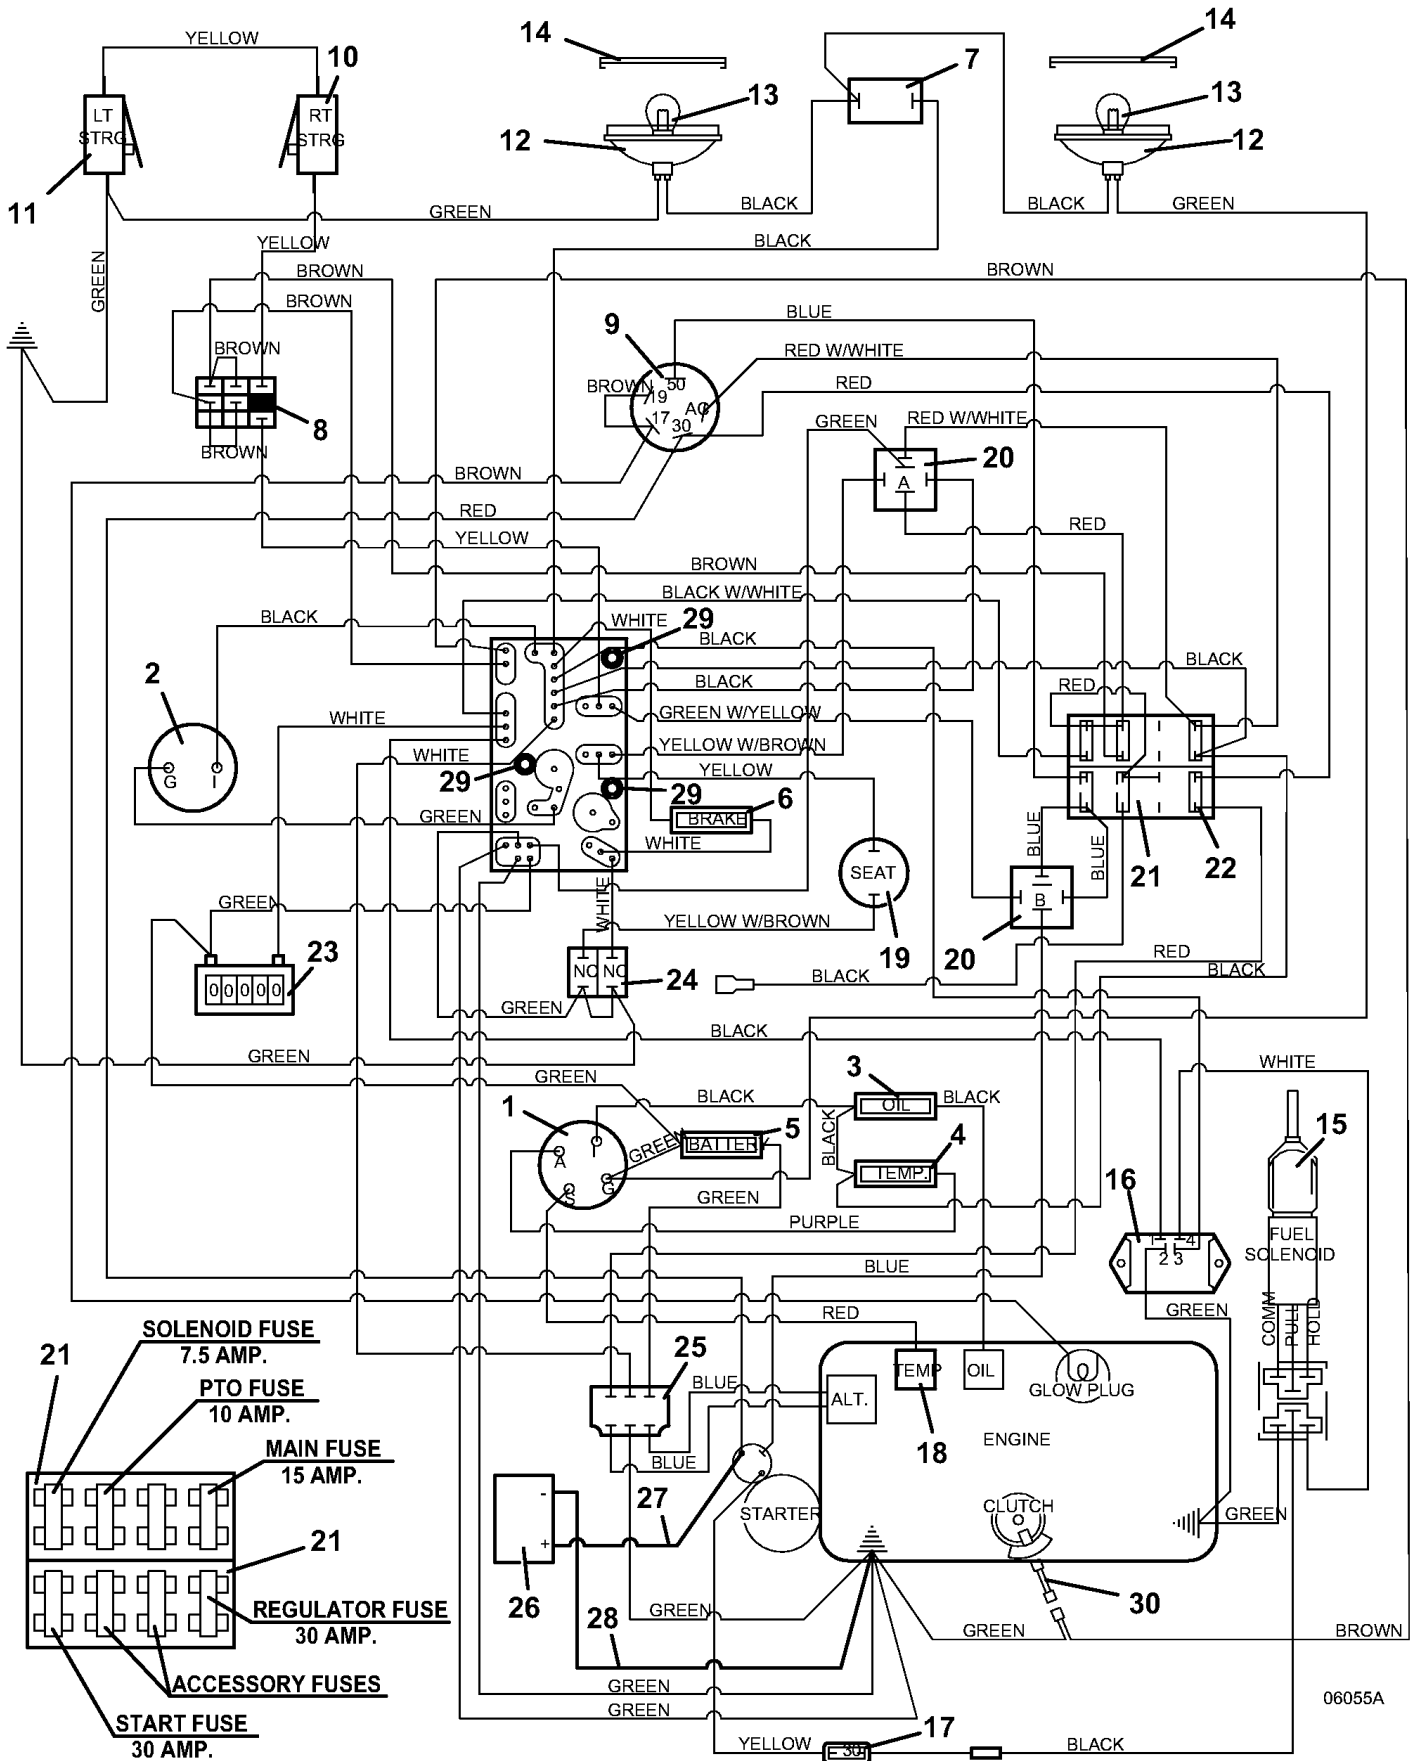 YELLOW
14
14
10
7
LT
STRG
RT
STRG
13
13
12
12
11
GREEN
BLACK
BLACK
GREEN
YELLOW
BLACK
GREEN
BROWN
BROWN
BROWN
BLUE
9
RED W/WHITE
BROWN
BROWN
50
19
AC
17
30
RED
8
GREEN
RED W/WHITE
BROWN
20
A
BROWN
RED
RED
YELLOW
BROWN
BLACK W/WHITE
BLACK
WHITE
29
BLACK
BLACK
2
BLACK
RED
WHITE
GREEN W/YELLOW
YELLOW W/BROWN
WHITE
YELLOW
G
I
29
29
6
GREEN
BRAKE
WHITE
BLUE
BLUE
21
22
SEAT
B
GREEN
WHITE
YELLOW W/BROWN
19
20
23
RED
00000
NO
NC
24
BLACK
BLACK
GREEN
BLACK
GREEN
WHITE
GREEN
3
BLACK
OIL
BLACK
1
I
A
S
G
GREEN
5
BATTERY
BLACK
4
TEMP.
15
16
GREEN
PURPLE
1
4
2 3
FUEL
SOLENOID
BLUE
COMM
PULL
HOLD
RED
GREEN
SOLENOID FUSE
7.5 AMP.
21
25
PTO FUSE
10 AMP.
BLUE
TEMP
OIL
GLOW PLUG
ALT.
18
ENGINE
MAIN FUSE
15 AMP.
BLUE
27
CLUTCH
STARTER
GREEN
-
+
21
26
30
REGULATOR FUSE
30 AMP.
28
GREEN
GREEN
BROWN
ACCESSORY FUSES
GREEN
GREEN
06055A
START FUSE
30 AMP.
17
YELLOW
30
BLACK